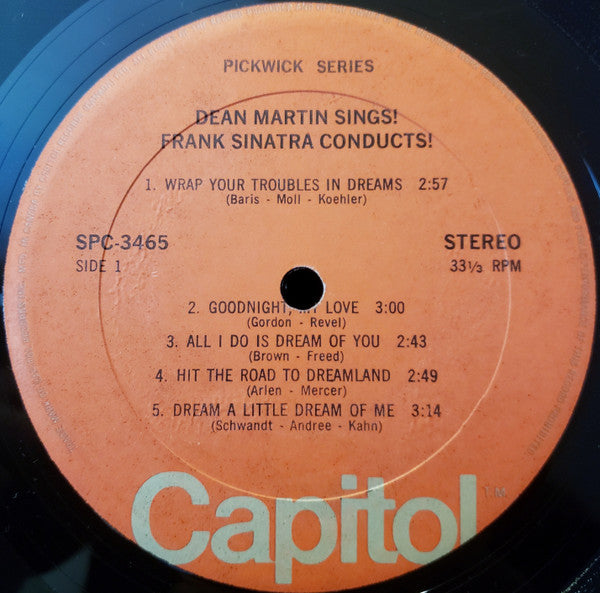 PICKWICK SERIES
DEAN MARTIN SINGS!
FRANK SINATRA CONDUCTS!
1. WRAP YOUR TROUBLES IN DREAMS 2:57
(Baris - Moll - Koehler)
SPC-3465
STEREO
SIDE 1
33 1/3 RPM
2. GOODNIGHT, LOVE 3:00
(Gordon - Revel)
3. ALL I DO IS DREAM OF YOU 2:43
(Brown - Freed)
4. HIT THE ROAD TO DREAMLAND 2:49
(Arlen - Mercer)
5. DREAM A LITTLE DREAM OF ME 3:14
(Schwandt - Andree - Kahn)
Capitol
T.M.